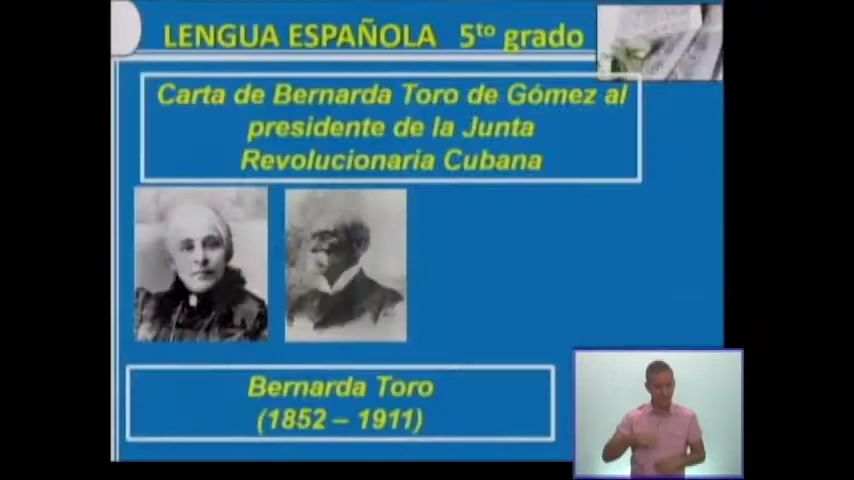 LENGUA ESPAÑOLA 5to grado
Carta de Bernarda Toro de Gómez al
presidente de la Junta
Revolucionaria Cubana
Bernarda Toro
(1852 – 1911)